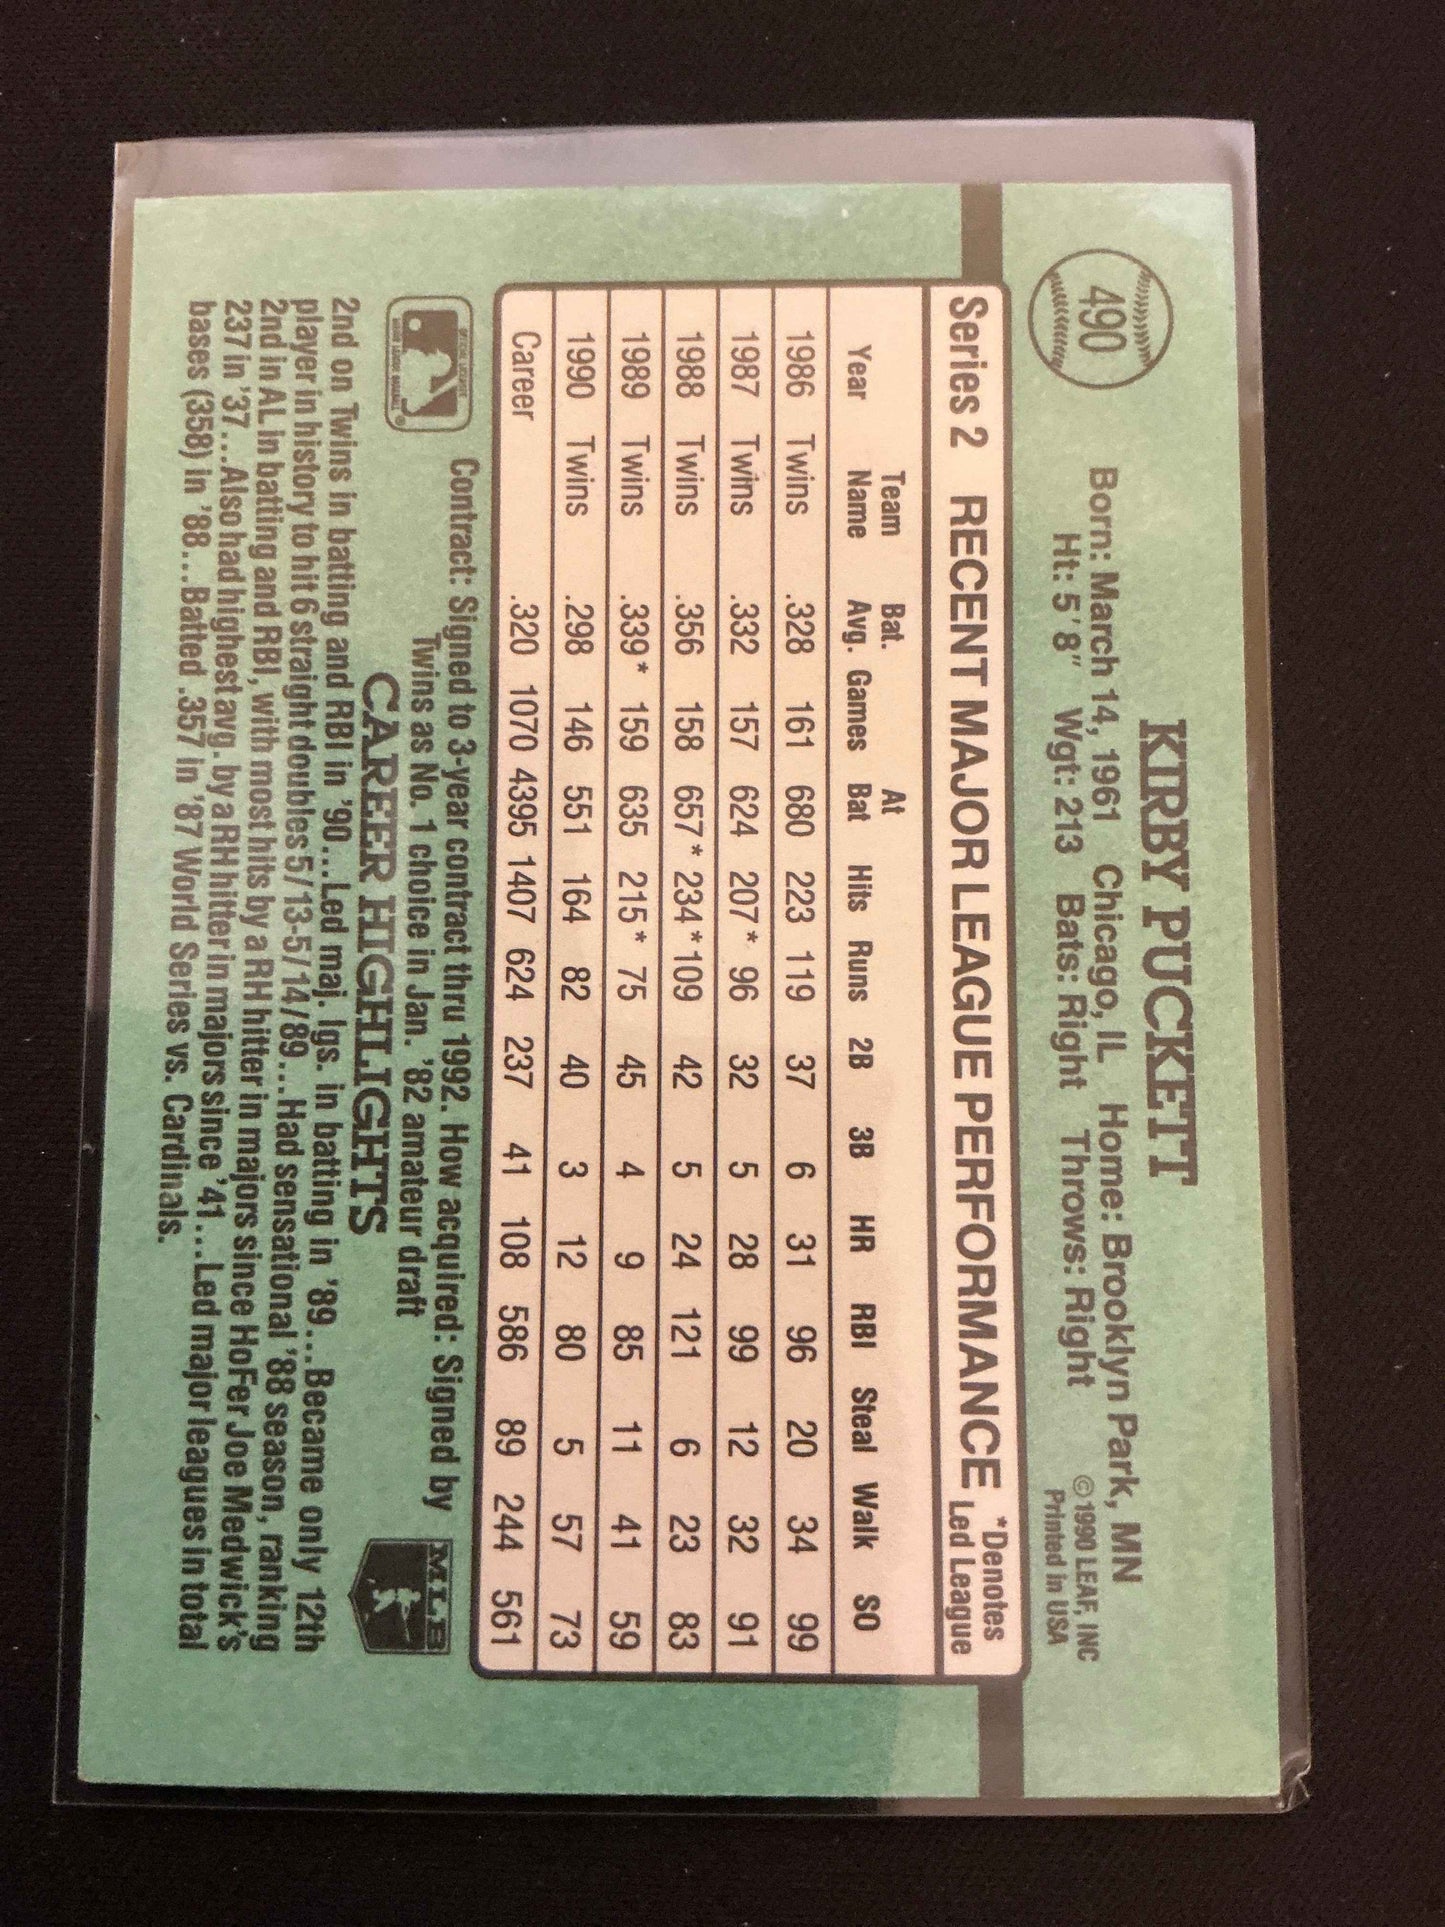 490
KIRBY PUCKETT
Born: March 14, 1961 Chicago, IL Home: Brooklyn Park, MN
Ht: 5'8" Wgt: 213 Bats: Right Throws: Right
©1990 LEAF, INC
Printed in USA
Series 2 RECENT MAJOR LEAGUE PERFORMANCE *Denotes
Led League
Team Bat. At
Year Name Avg. Games Bat Hits Runs 2B 3B HR RBI Steal Walk SO
1986 Twins .328 161 680 223 119 37 6 31 96 20 34 99
1987 Twins .332 157 624 207* 96 32 5 28 99 12 32 91
1988 Twins .356 158 657* 234* 109 42 5 24 121 6 23 83
1989 Twins .339* 159 635 215* 75 45 4 9 85 11 41 59
1990 Twins .298 146 551 164 82 40 3 12 80 5 57 73
Career .320 1070 4395 1407 624 237 41 108 586 89 244 561
Contract: Signed to 3-year contract thru 1992. How acquired: Signed by
Twins as No. 1 choice in Jan. '82 amateur draft
MLB
CAREER HIGHLIGHTS
2nd on Twins in batting and RBI in '90...Led maj. lgs. in batting in '89...Became only 12th
player in history to hit 6 straight doubles 5/13-5/14/89...Had sensational '88 season, ranking
2nd in AL in batting and RBI, with most hits by a RH hitter in majors since HoFer Joe Medwick's
237 in '37...Also had highest avg. by a RH hitter in majors since '41...Led major leagues in total
bases (358) in '88...Batted .357 in '87 World Series vs. Cardinals.